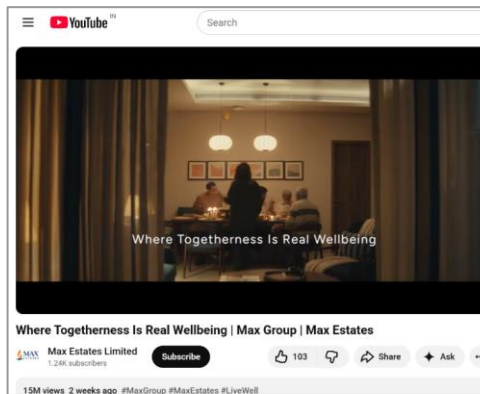 YouTube IN
Search
Where Togetherness Is Real Wellbeing
Where Togetherness Is Real Wellbeing | Max Group | Max Estates
MAX
Max Estates Limited
1.24K subscribers
Subscribe
103
Share
Ask
15M views 2 weeks ago #MaxGroup #MaxEstates #LiveWell